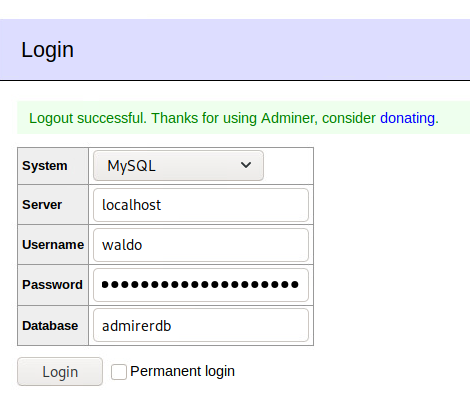 Login
Logout successful. Thanks for using Adminer, consider donating.
System MySQL
Server localhost
Username waldo
Password ●●●●●●●●●●●●●●●●●●●●
Database admirerdb
Login Permanent login